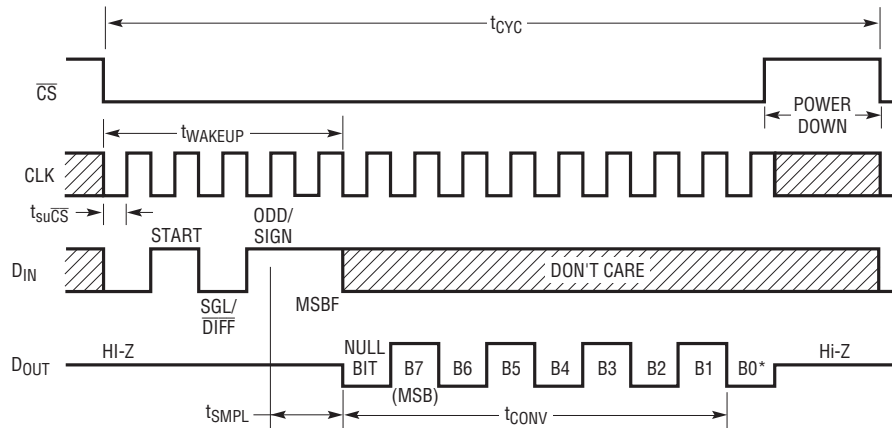 tCYC
CS
POWER
DOWN
tWAKEUP
CLK
tsuCS
START
ODD/
SIGN
DIN
DON'T CARE
SGL/
DIFF
MSBF
DOUT
HI-Z
NULL
BIT
B7
(MSB)
B6
B5
B4
B3
B2
B1
B0*
Hi-Z
tSMPL
tCONV